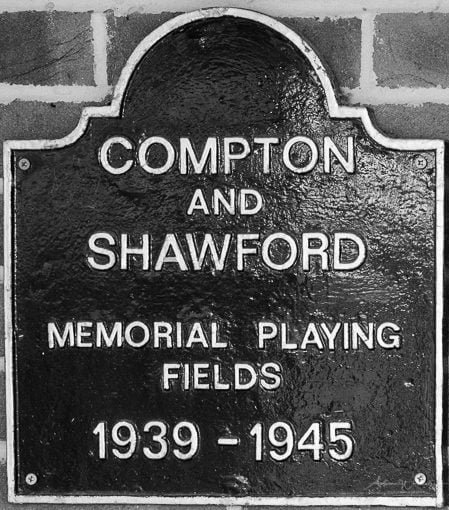 COMPTON
AND
SHAWFORD
MEMORIAL PLAYING
FIELDS
1939 - 1945